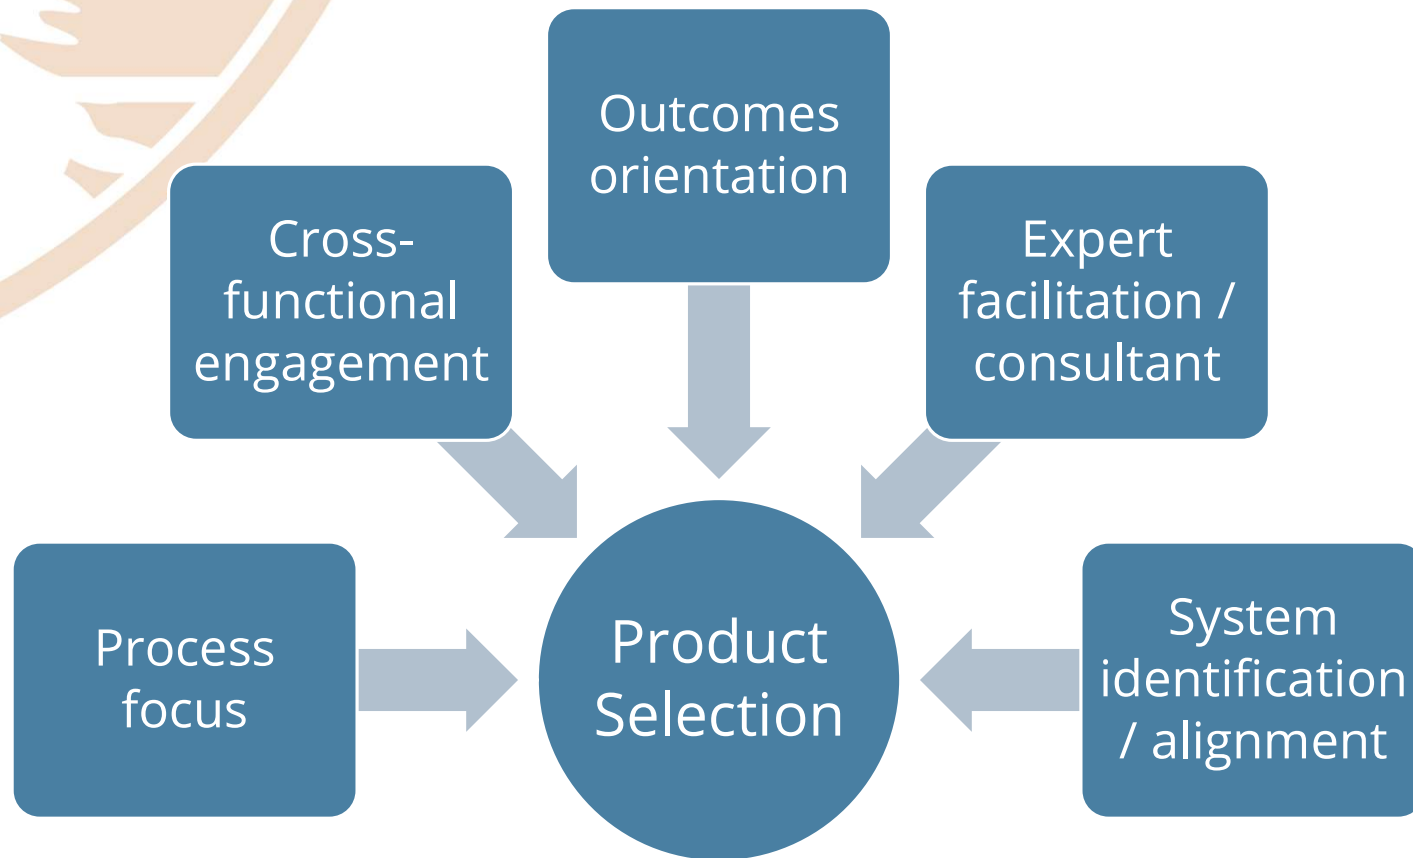 Outcomes
orientation
Cross-
functional
engagement
Expert
facilitation /
consultant
Process
focus
Product
Selection
System
identification
/ alignment